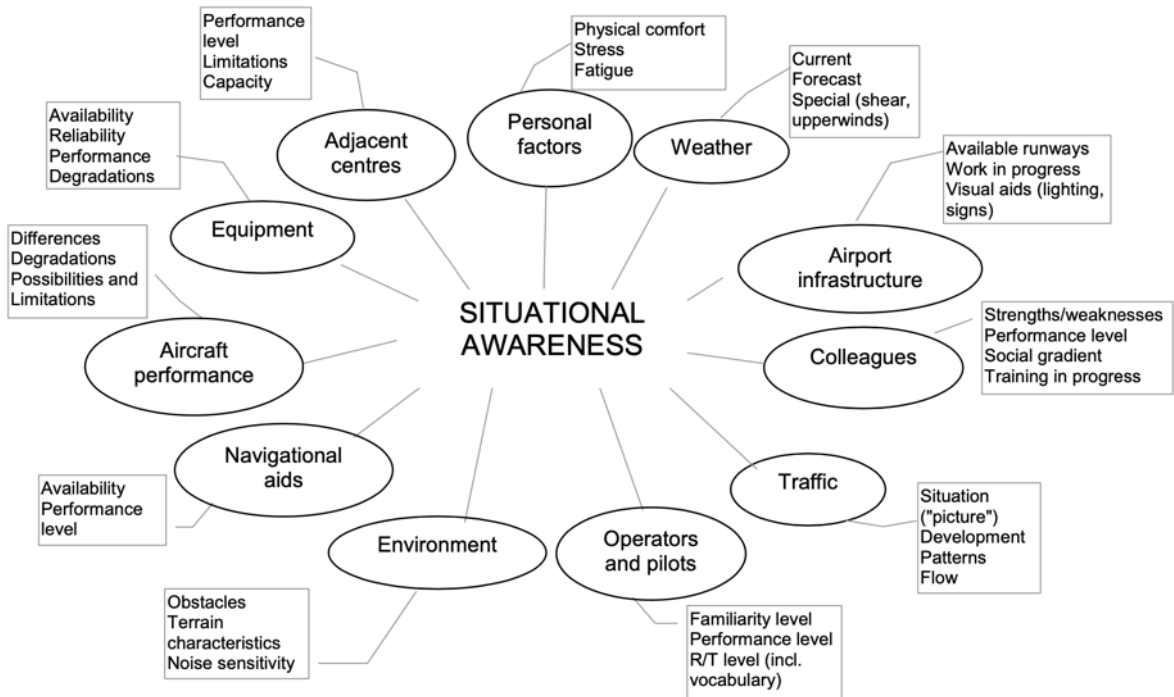 Performance
level
Limitations
Capacity
Physical comfort
Stress
Fatigue
Current
Forecast
Special (shear,
upperwinds)
Availability
Reliability
Performance
Degradations
Adjacent
centres
Personal
factors
Weather
Available runways
Work in progress
Visual aids (lighting,
signs)
Equipment
Differences
Degradations
Possibilities and
Limitations
Airport
infrastructure
SITUATIONAL
AWARENESS
Aircraft
performance
Colleagues
Strengths/weaknesses
Performance level
Social gradient
Training in progress
Navigational
aids
Availability
Performance
level
Traffic
Situation
("picture")
Development
Patterns
Flow
Environment
Operators
and pilots
Obstacles
Terrain
characteristics
Noise sensitivity
Familiarity level
Performance level
R/T level (incl.
vocabulary)